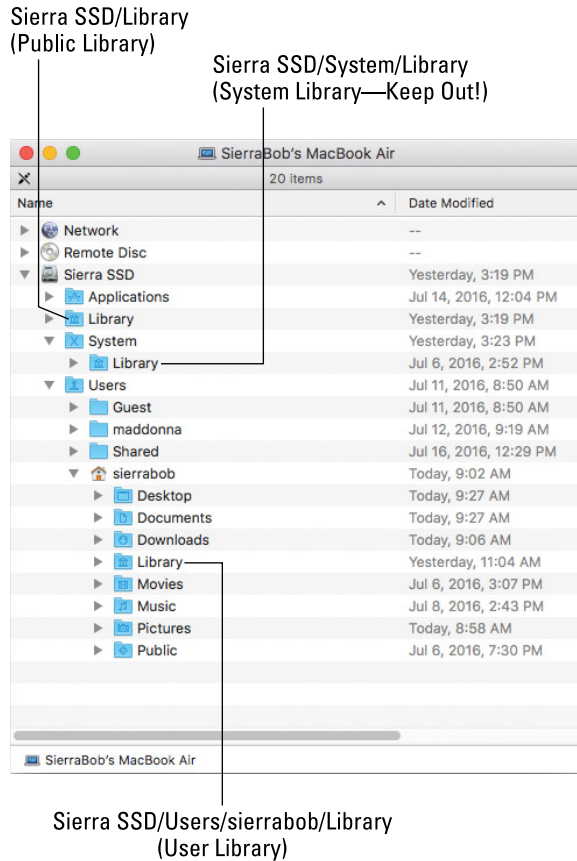 Sierra SSD/Library
(Public Library)
Sierra SSD/System/Library
(System Library—Keep Out!)
SierraBob's MacBook Air
20 items
Name Date Modified
Network --
Remote Disc --
Sierra SSD Yesterday, 3:19 PM
Applications Jul 14, 2016, 12:04 PM
Library Yesterday, 3:19 PM
System Yesterday, 3:23 PM
Library Jul 6, 2016, 2:52 PM
Users Jul 11, 2016, 8:50 AM
Guest Jul 11, 2016, 8:50 AM
maddonna Jul 12, 2016, 9:19 AM
Shared Jul 16, 2016, 12:29 PM
sierrabob Today, 9:02 AM
Desktop Today, 9:27 AM
Documents Today, 9:27 AM
Downloads Today, 9:06 AM
Library Yesterday, 11:04 AM
Movies Jul 6, 2016, 3:07 PM
Music Jul 8, 2016, 2:43 PM
Pictures Today, 8:58 AM
Public Jul 6, 2016, 7:30 PM
SierraBob's MacBook Air
Sierra SSD/Users/sierrabob/Library
(User Library)